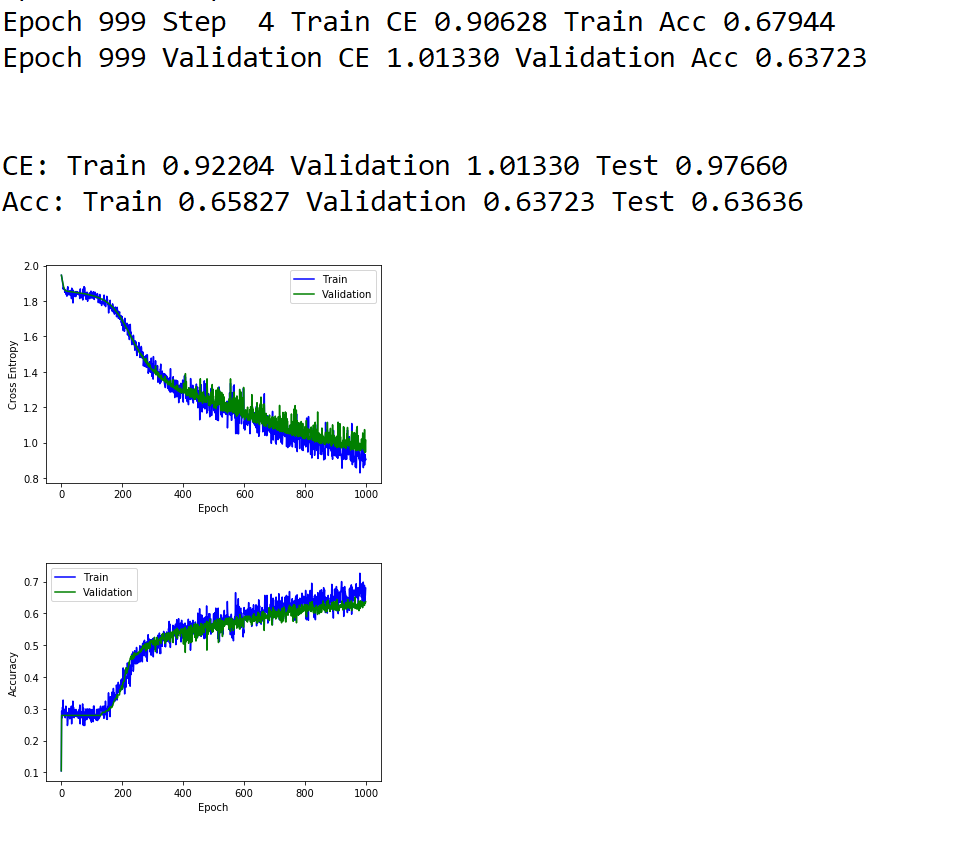 Epoch 999 Step  4 Train CE 0.90628 Train Acc 0.67944
Epoch 999 Validation CE 1.01330 Validation Acc 0.63723
CE: Train 0.92204 Validation 1.01330 Test 0.97660
Acc: Train 0.65827 Validation 0.63723 Test 0.63636
2.0
1.8
1.6
1.4
1.2
1.0
0.8
Cross Entropy
Train
Validation
0 200 400 600 800 1000
Epoch
0.7
0.6
0.5
0.4
0.3
0.2
0.1
Accuracy
Train
Validation
0 200 400 600 800 1000
Epoch